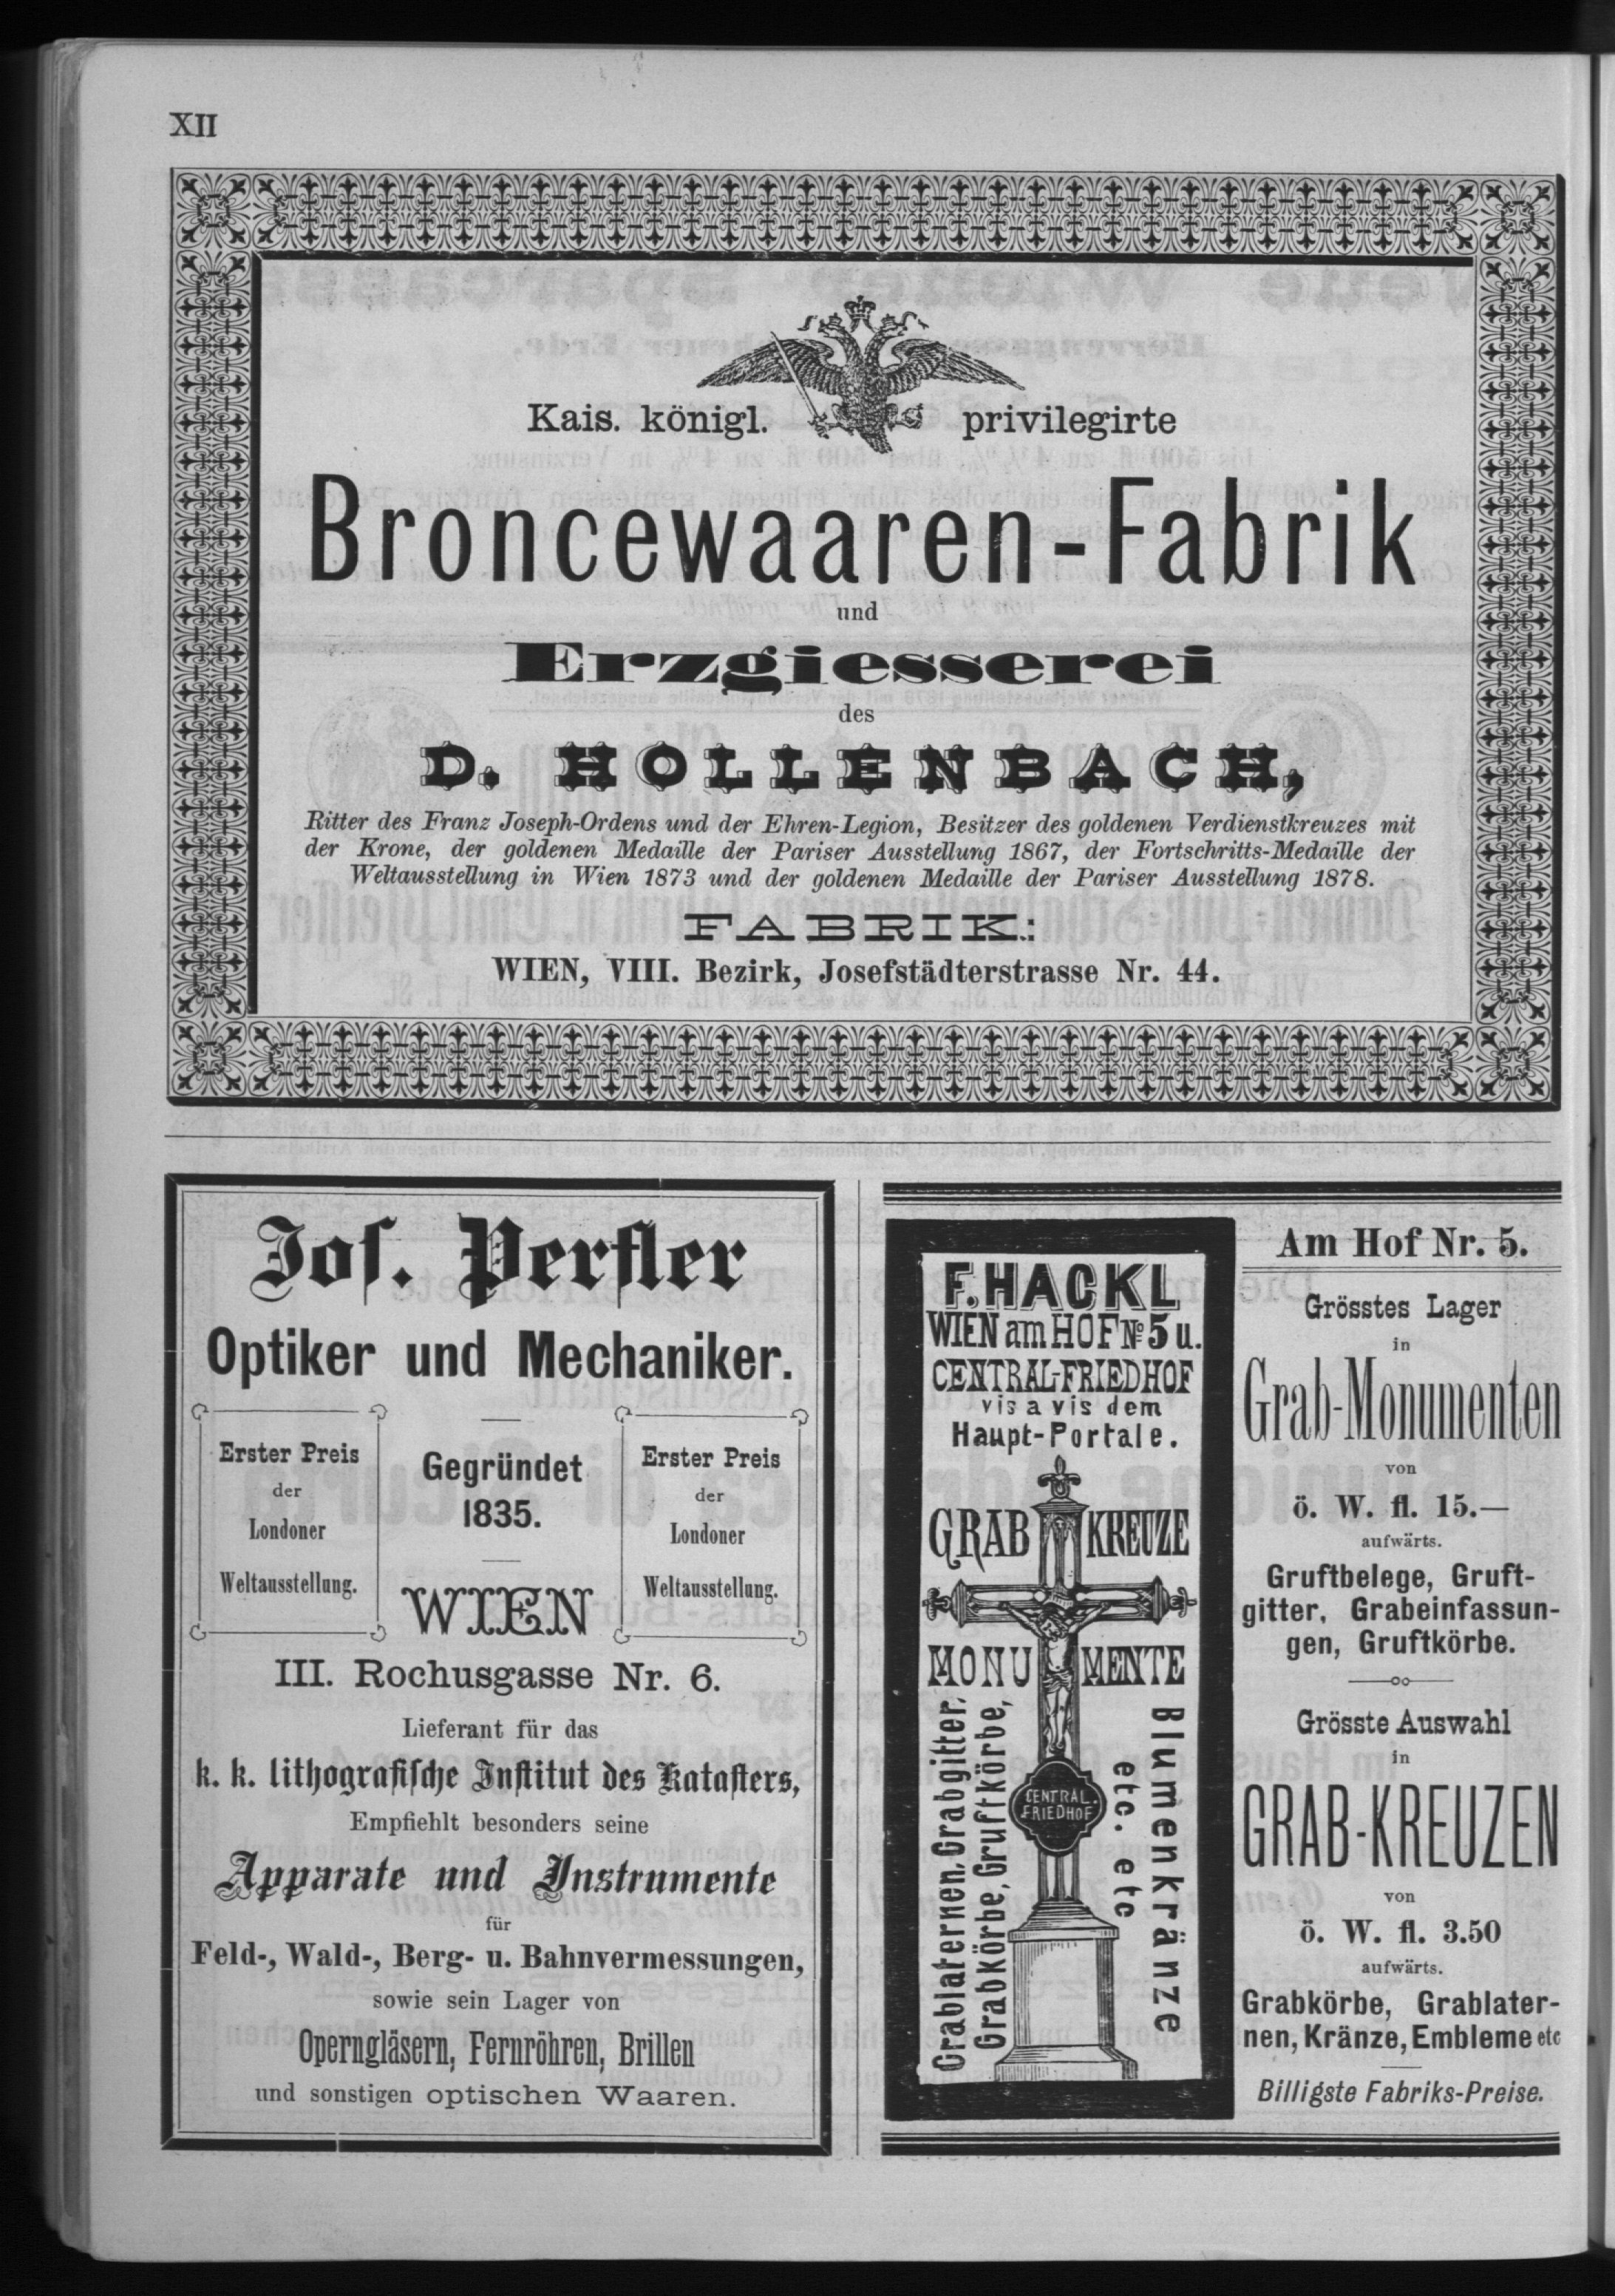 XII
Kais. königl. privilegirte
Broncewaaren-Fabrik
und
Erzgiesserei
des
D. HOLLENBACH,
Ritter des Franz Joseph-Ordens und der Ehren-Legion, Besitzer des goldenen Verdienstkreuzes mit
der Krone, der goldenen Medaille der Pariser Ausstellung 1867, der Fortschritts-Medaille der
Weltausstellung in Wien 1873 und der goldenen Medaille der Pariser Ausstellung 1878.
FABRIK:
WIEN, VIII. Bezirk, Josefstädterstrasse Nr. 44.
Jos. Perfler
Optiker und Mechaniker.
Erster Preis
der
Londoner
Weltausstellung.
Gegründet
1835.
WIEN
Erster Preis
der
Londoner
Weltausstellung.
III. Rochusgasse Nr. 6.
Lieferant für das
k. k. lithografische Institut des Katasters,
Empfiehlt besonders seine
Apparate und Instrumente
für
Feld-, Wald-, Berg- u. Bahnvermessungen,
sowie sein Lager von
Operngläsern, Fernröhren, Brillen
und sonstigen optischen Waaren.
F. HACKL
WIEN am HOF No 5 u.
CENTRAL-FRIEDHOF
vis a vis dem
Haupt-Portale.
GRAB KREUZE
MONU MENTE
Grablaternen, Grabgitter,
Grabkörbe, Gruftkörbe,
CENTRAL.
FRIEDHOF
Blumenkränze
etc. etc
Am Hof Nr. 5.
Grösstes Lager
in
Grab-Monumenten
von
ö. W. fl. 15.—
aufwärts.
Gruftbelege, Gruft-
gitter, Grabeinfassun-
gen, Gruftkörbe.
Grösste Auswahl
in
GRAB-KREUZEN
von
ö. W. fl. 3.50
aufwärts.
Grabkörbe, Grablater-
nen, Kränze, Embleme etc
Billigste Fabriks-Preise.